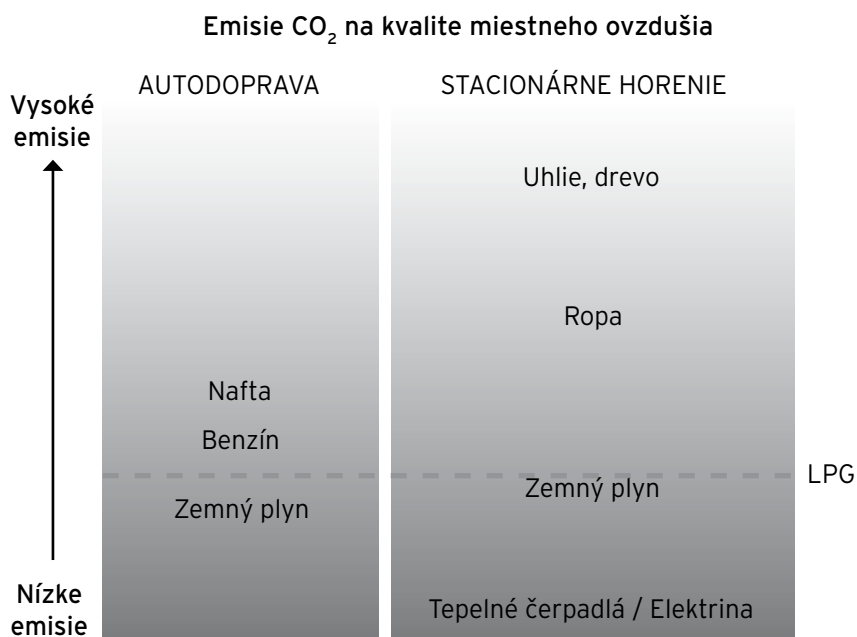 Emisie CO₂ na kvalite miestneho ovzdušia
AUTODOPRAVA
STACIONÁRNE HORENIE
Vysoké
emisie
Uhlie, drevo
Ropa
Nafta
Benzín
LPG
Zemný plyn
Zemný plyn
Nízke
emisie
Tepelné čerpadlá / Elektrina